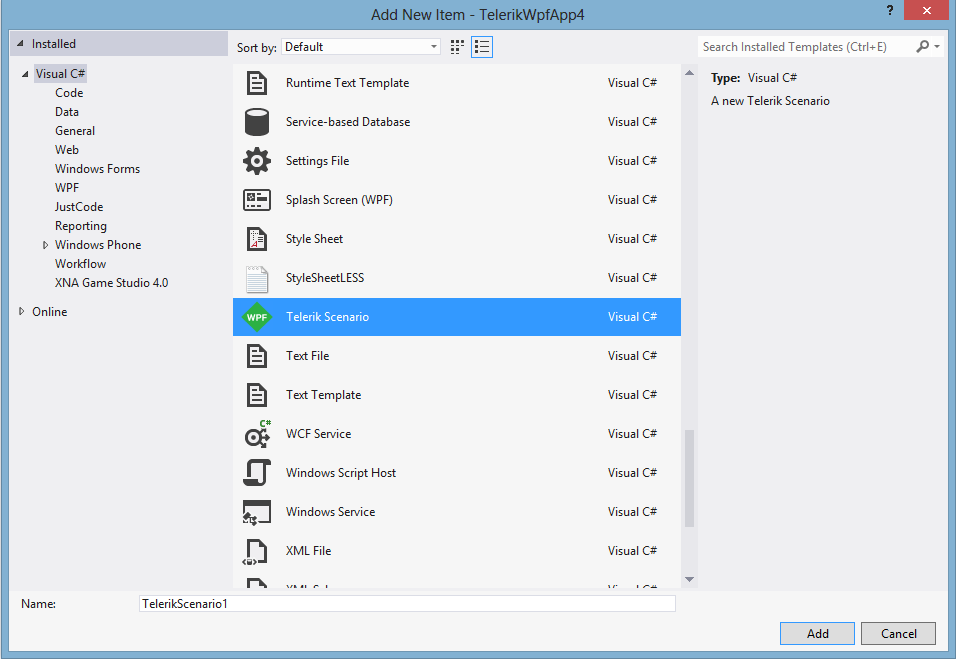 Add New Item - TelerikWpfApp4
?
Installed
Sort by: Default
Search Installed Templates (Ctrl+E)
Visual C#
Code
Data
General
Web
Windows Forms
WPF
JustCode
Reporting
Windows Phone
Workflow
XNA Game Studio 4.0
Online
Runtime Text Template Visual C#
Service-based Database Visual C#
Settings File Visual C#
Splash Screen (WPF) Visual C#
Style Sheet Visual C#
StyleSheetLESS Visual C#
WPF Telerik Scenario Visual C#
Text File Visual C#
Text Template Visual C#
C# WCF Service Visual C#
Windows Script Host Visual C#
Windows Service Visual C#
XML File Visual C#
Type: Visual C#
A new Telerik Scenario
Name: TelerikScenario1
Add Cancel